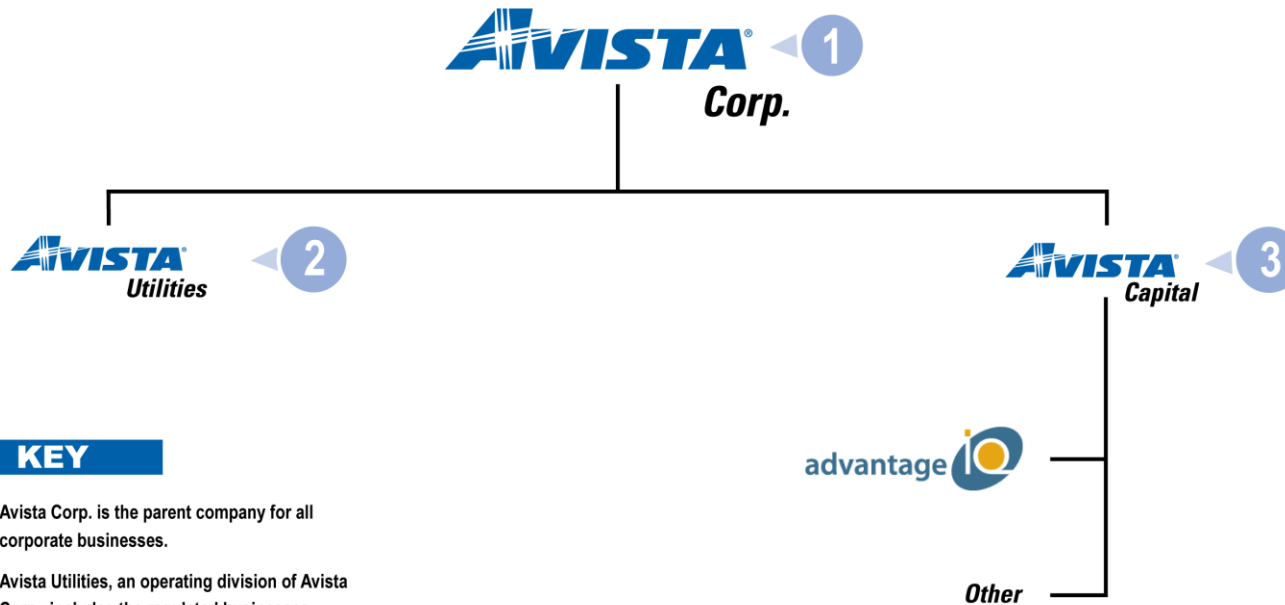 AVISTA® 1
Corp.
AVISTA® 2
Utilities
AVISTA® 3
Capital
advantage iQ
KEY
Avista Corp. is the parent company for all
corporate businesses.
Avista Utilities, an operating division of Avista
Other